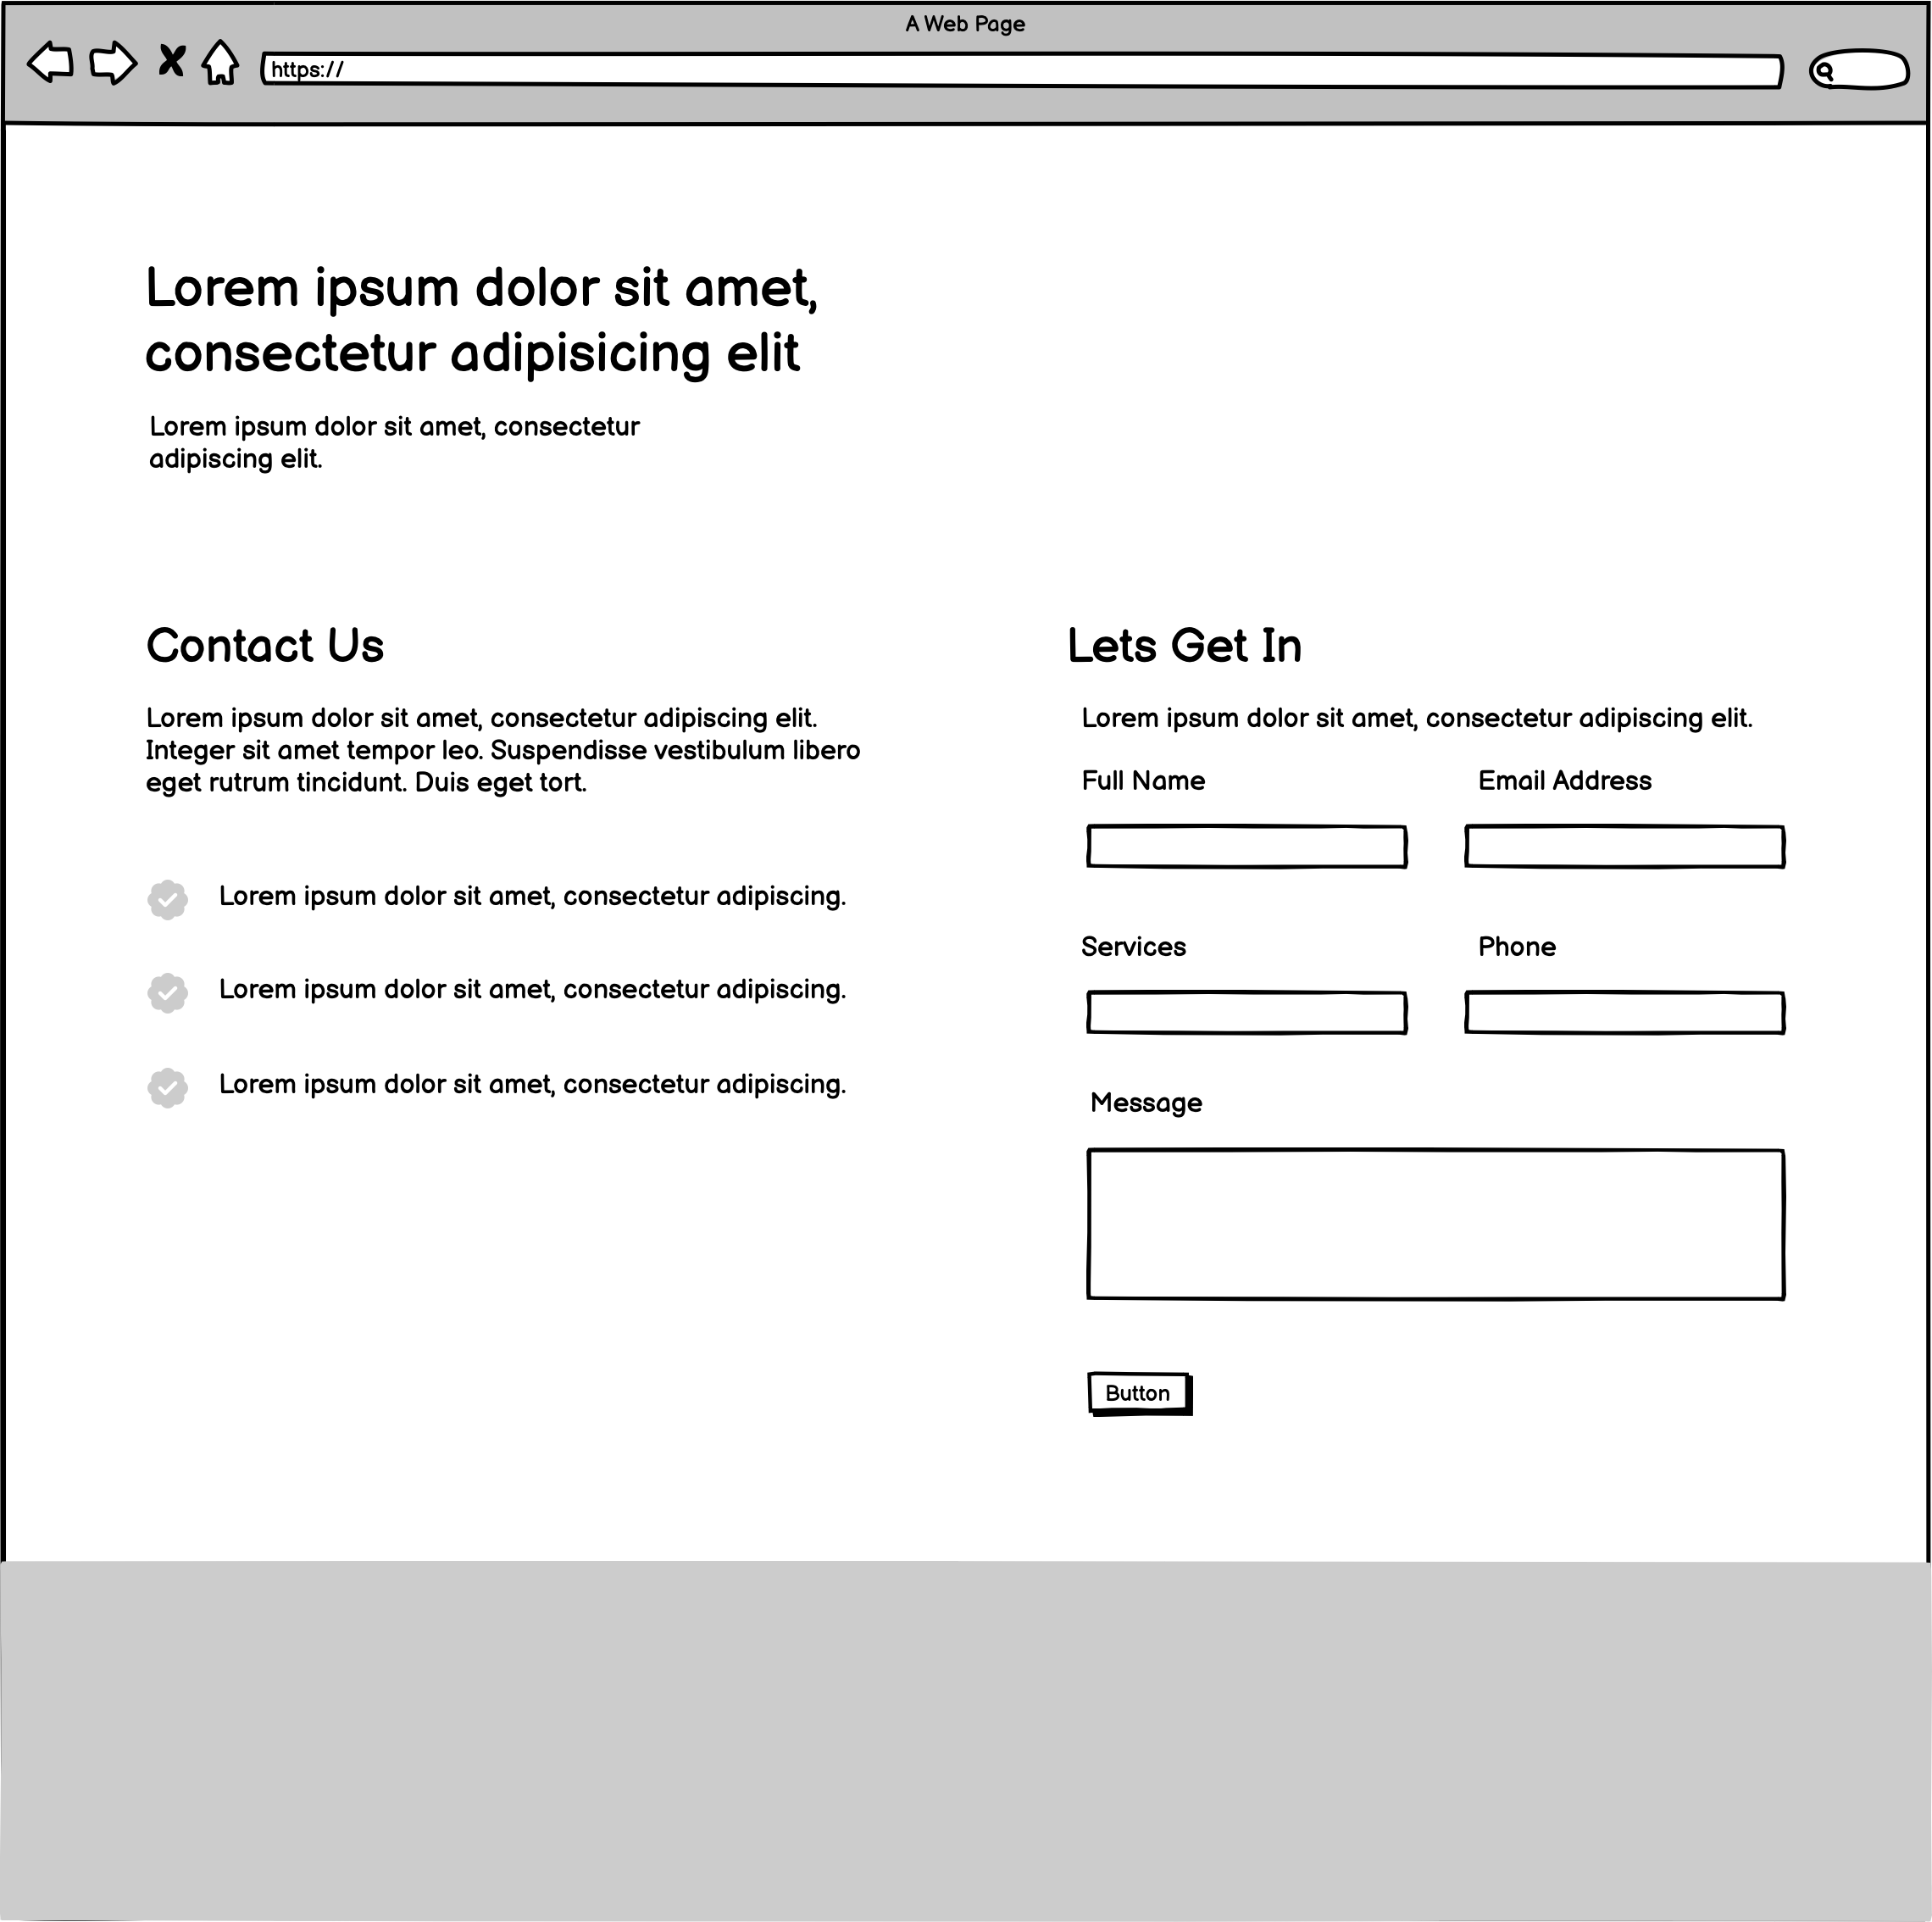 A Web Page
https://
Lorem ipsum dolor sit amet,
consectetur adipisicing elit
Lorem ipsum dolor sit amet, consectetur
adipiscing elit.
Contact Us
Lorem ipsum dolor sit amet, consectetur adipiscing elit.
Integer sit amet tempor leo. Suspendisse vestibulum libero
eget rutrum tincidunt. Duis eget tort.
Lorem ipsum dolor sit amet, consectetur adipiscing.
Lorem ipsum dolor sit amet, consectetur adipiscing.
Lorem ipsum dolor sit amet, consectetur adipiscing.
Lets Get In
Lorem ipsum dolor sit amet, consectetur adipiscing elit.
Full Name
Email Address
Services
Phone
Message
Button